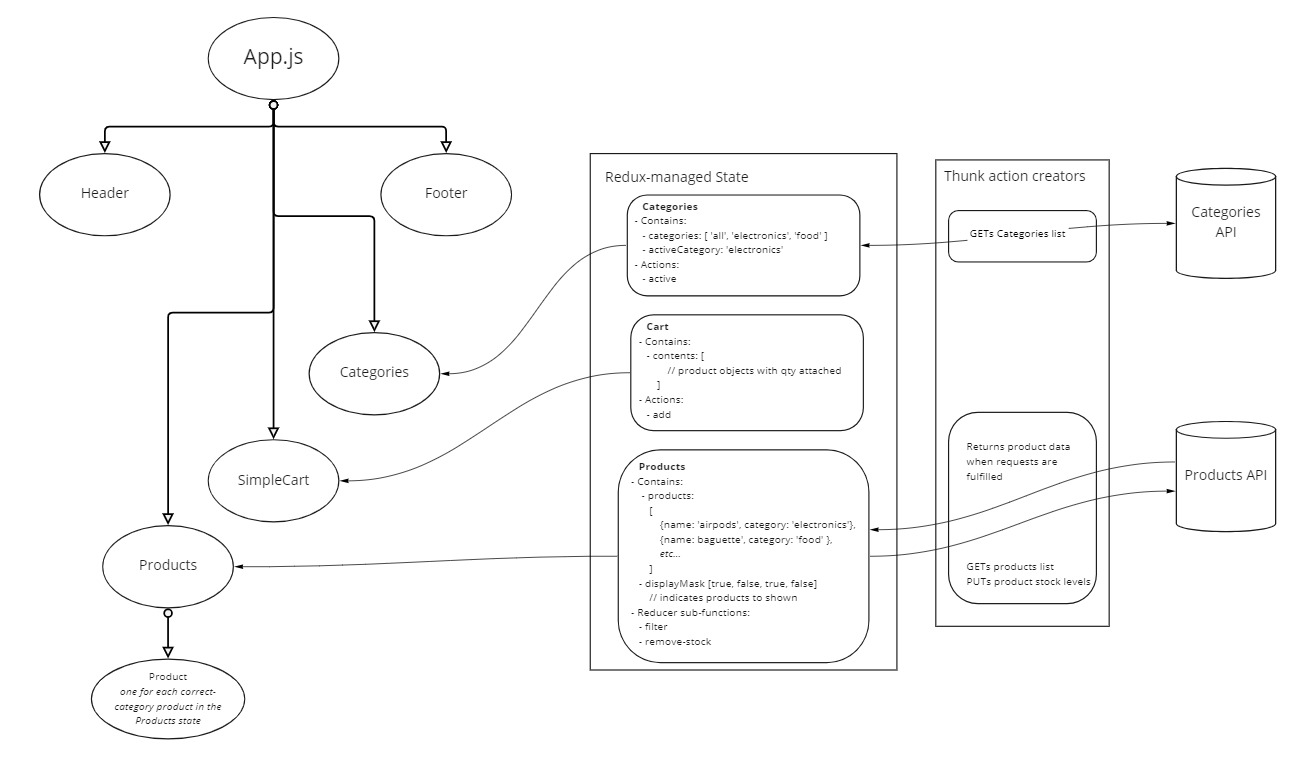 App.js
Header
Footer
Categories
SimpleCart
Products
Product
one for each correct-
category product in the
Products state
Redux-managed State
Categories
- Contains:
- categories: [ 'all', 'electronics', 'food' ]
- activeCategory: 'electronics'
- Actions:
- active
Cart
- Contains:
- contents: [
// product objects with qty attached
]
- Actions:
- add
Products
- Contains:
- products:
[
{name: 'airpods', category: 'electronics'},
{name: baguette', category: 'food' },
etc...
]
- displayMask [true, false, true, false]
// indicates products to shown
- Reducer sub-functions:
- filter
- remove-stock
Thunk action creators
GETs Categories list
Returns product data
when requests are
fulfilled
GETs products list
PUTs product stock levels
Categories
API
Products API